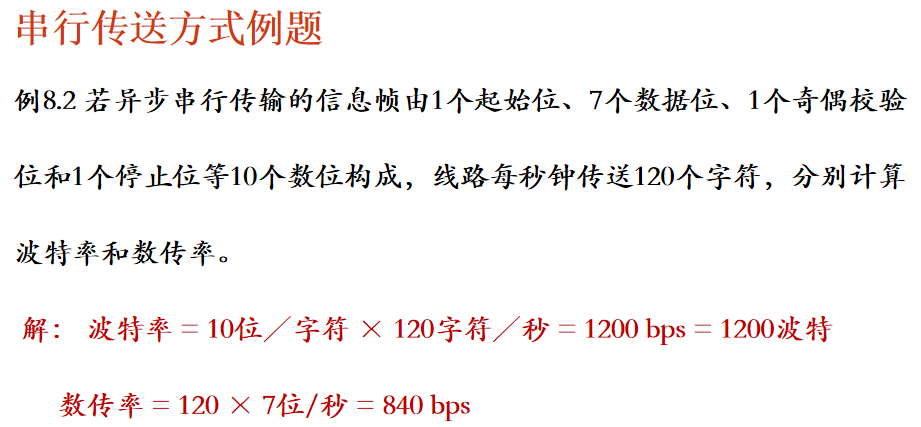 串行传送方式例题
例8.2 若异步串行传输的信息帧由1个起始位、7个数据位、1个奇偶校验
位和1个停止位等10个数位构成，线路每秒钟传送120个字符，分别计算
波特率和数传率。
解： 波特率 = 10位／字符 × 120字符／秒 = 1200 bps = 1200波特
数传率 = 120 × 7位/秒 = 840 bps